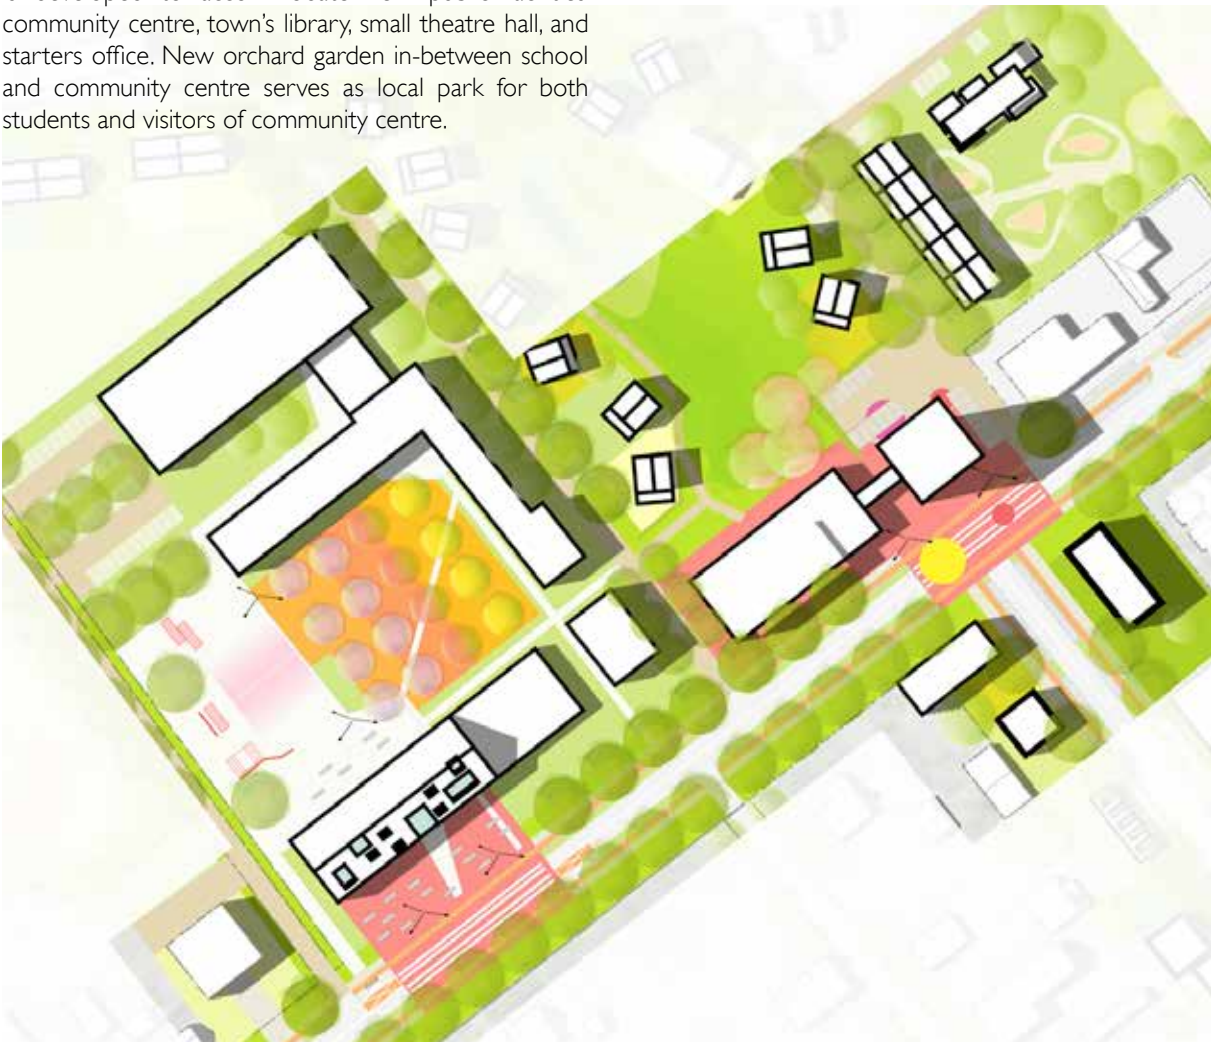 community centre, town's library, small theatre hall, and
starters office. New orchard garden in-between school
and community centre serves as local park for both
students and visitors of community centre.